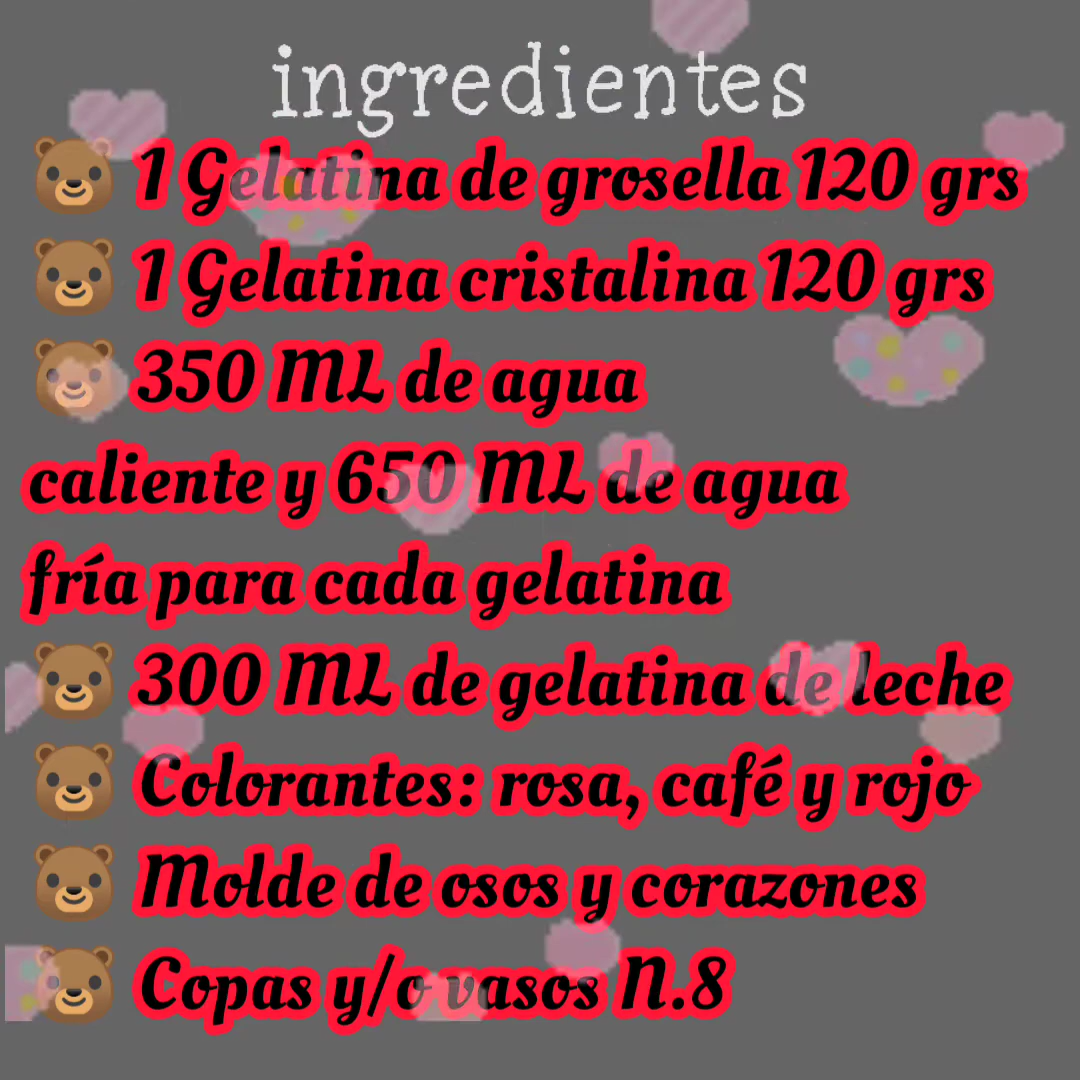 ingredientes
🐻 1 Gelatina de grosella 120 grs
🐻 1 Gelatina cristalina 120 grs
🐻 350 ML de agua
caliente y 650 ML de agua
fría para cada gelatina
🐻 300 ML de gelatina de leche
🐻 Colorantes: rosa, café y rojo
🐻 Molde de osos y corazones
🐻 Copas y/o vasos N.8